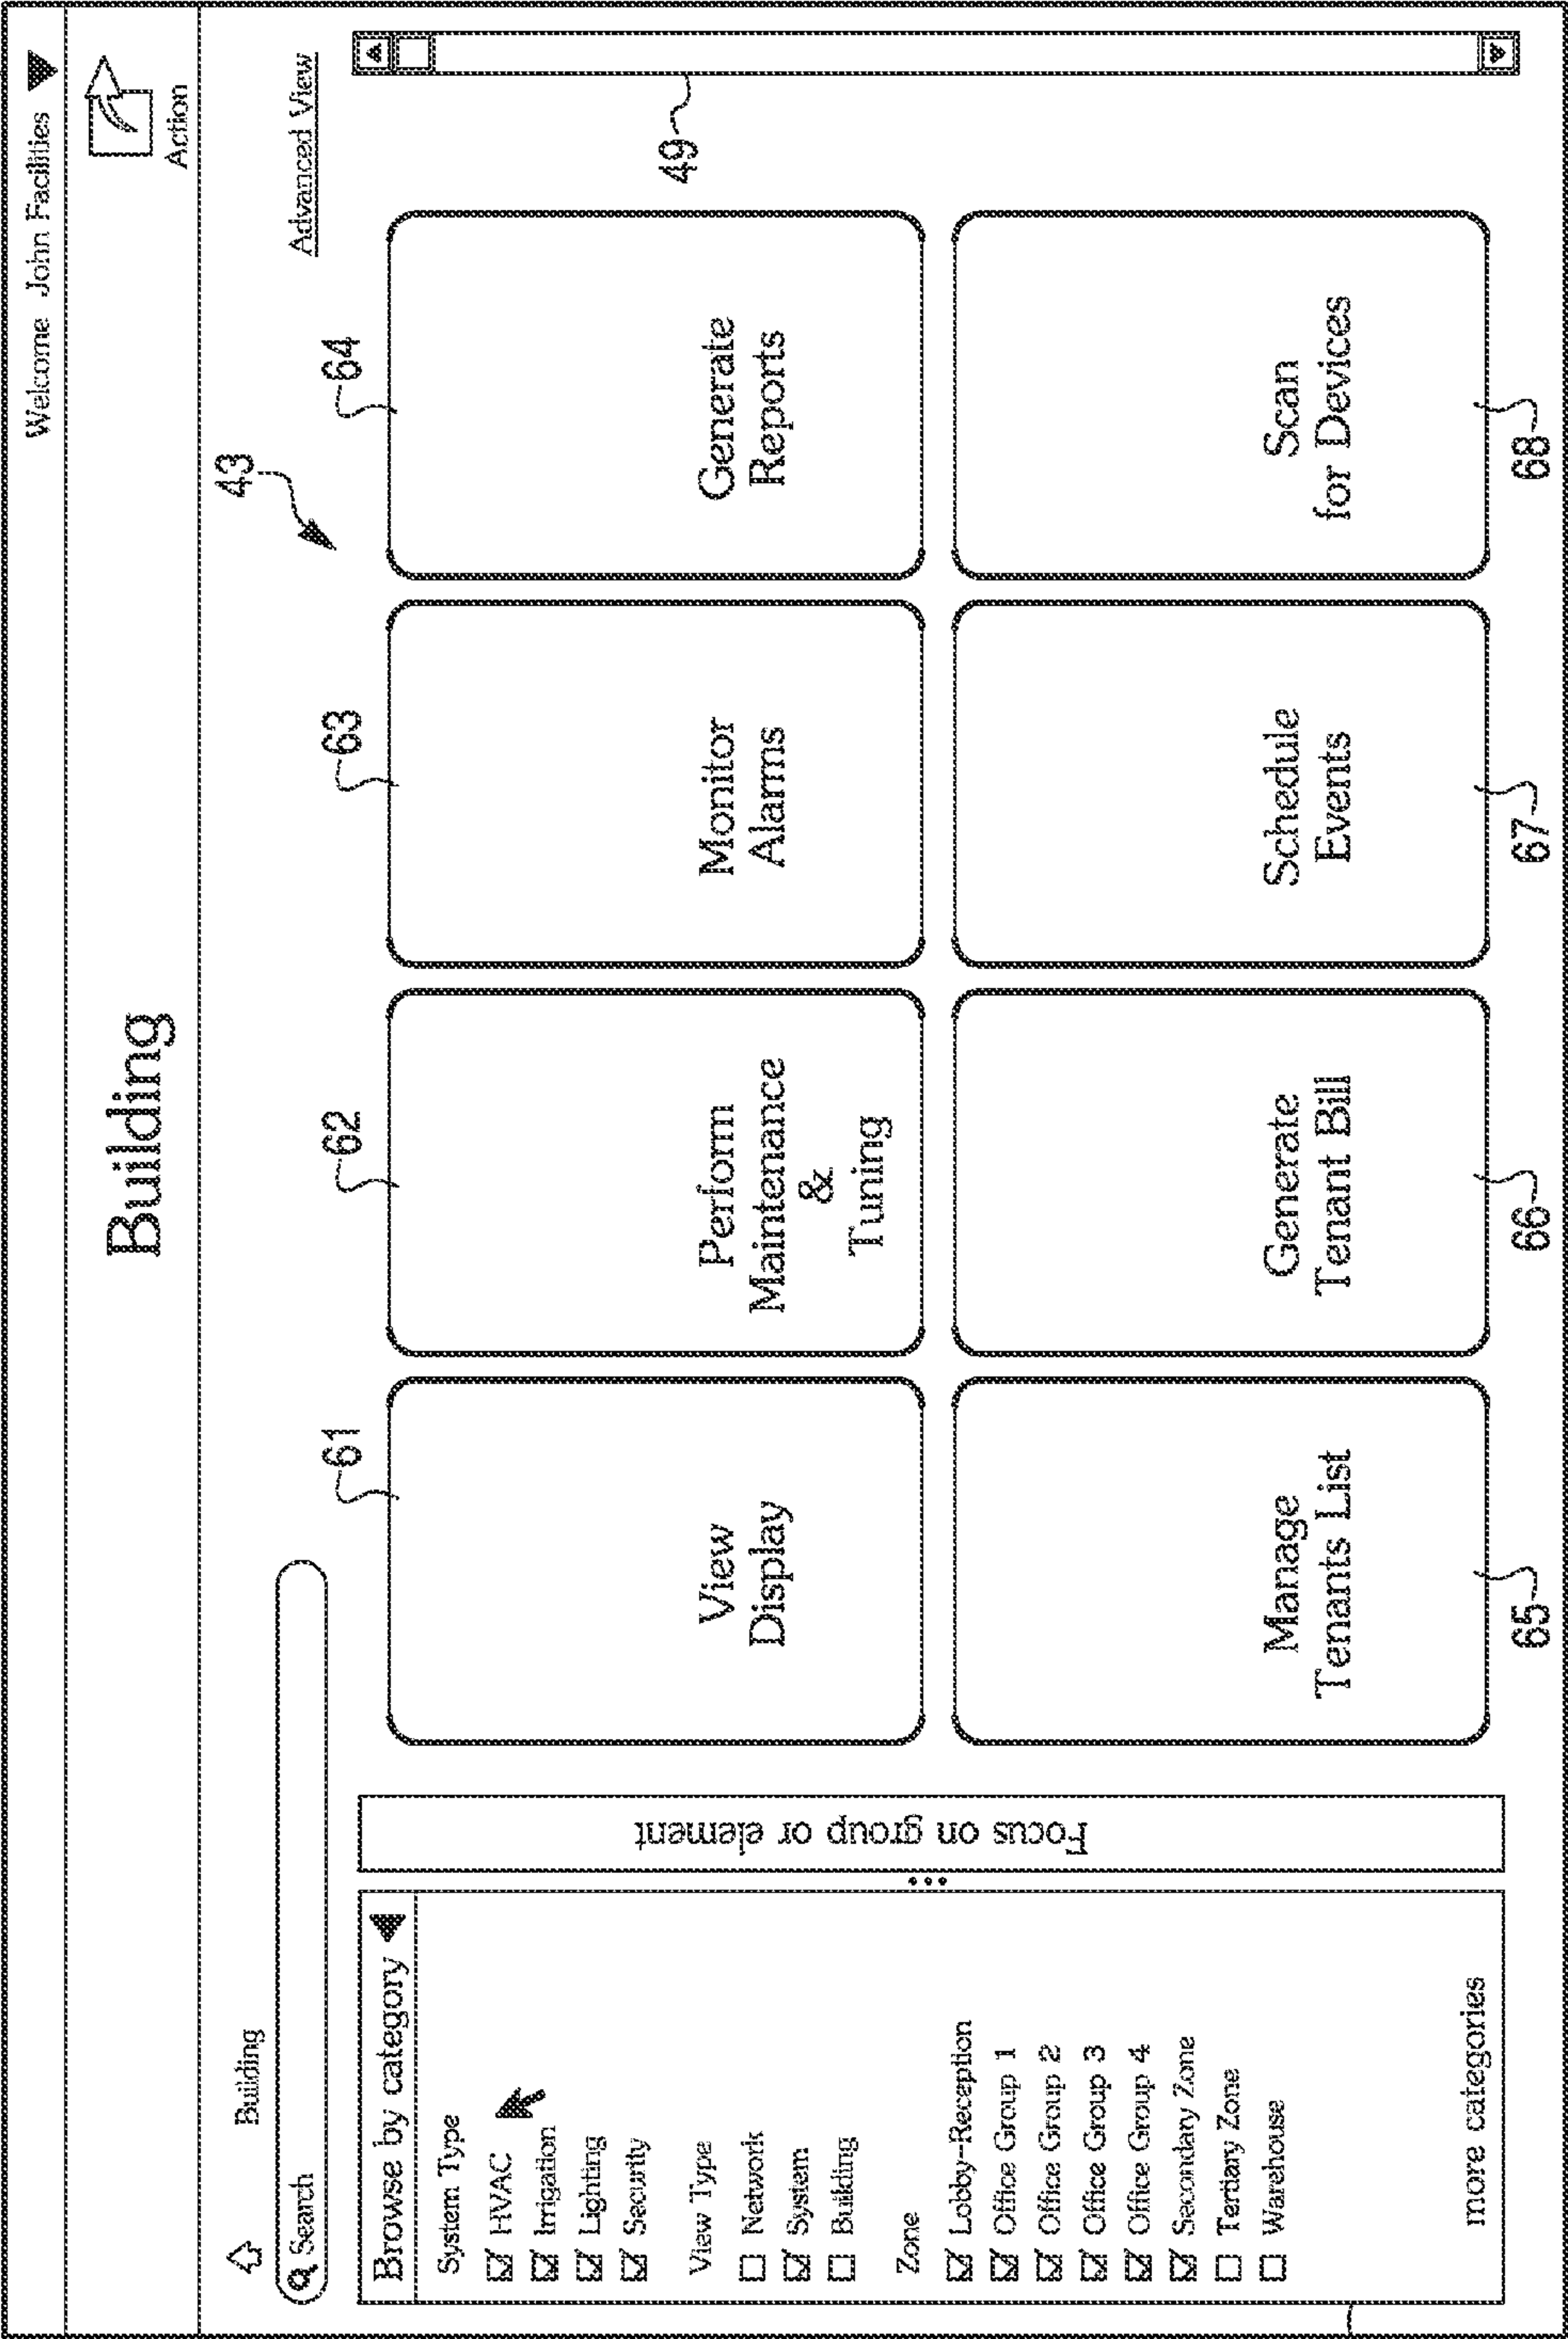 Welcome John Facilities
Building
Action
Building
Search
Advanced View
43
Browse by category
System Type
HVAC
Irrigation
Lighting
Security
View Type
Network
System
Building
Zone
Lobby-Reception
Office Group 1
Office Group 2
Office Group 3
Office Group 4
Secondary Zone
Tertiary Zone
Warehouse
more categories
Focus on group or element
61
62
63
64
View
Display
Perform
Maintenance
&
Tuning
Monitor
Alarms
Generate
Reports
49
Manage
Tenants List
Generate
Tenant Bill
Schedule
Events
Scan
for Devices
65
66
67
68